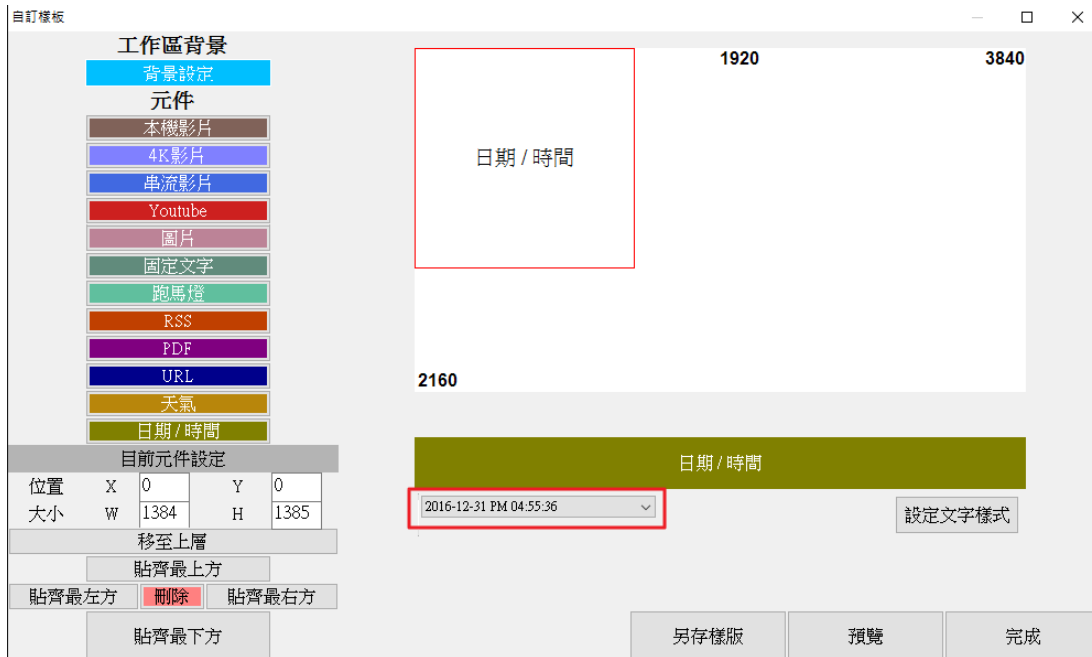 自訂樣板
工作區背景
背景設定
元件
本機影片
4K影片
串流影片
Youtube
圖片
固定文字
跑馬燈
RSS
PDF
URL
天氣
日期 / 時間
目前元件設定
位置 X 0 Y 0
大小 W 1384 H 1385
移至上層
貼齊最上方
貼齊最左方 刪除 貼齊最右方
貼齊最下方
1920 3840
日期 / 時間
2160
日期 / 時間
2016-12-31 PM 04:55:36
設定文字樣式
另存樣版 預覽 完成